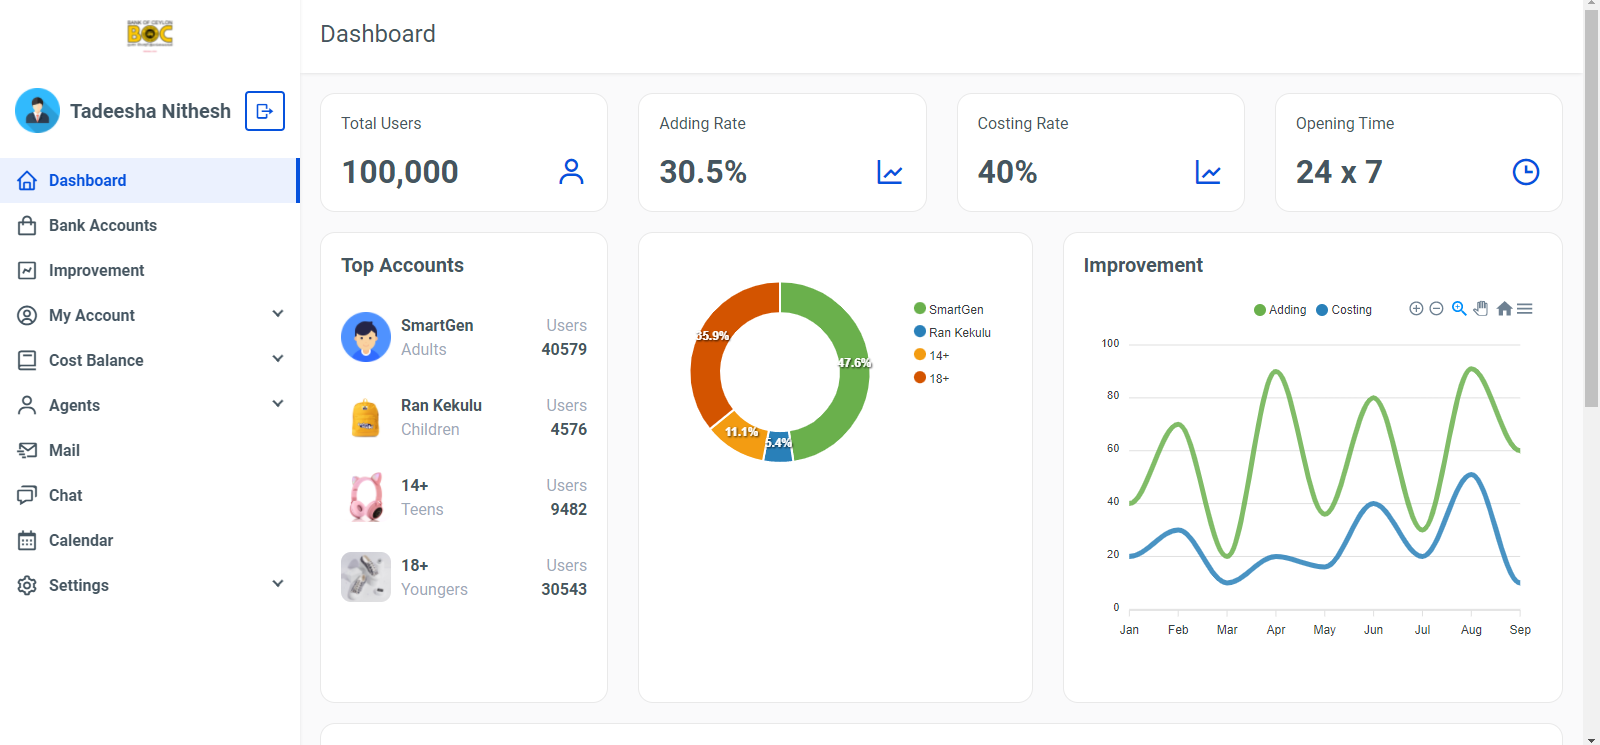 BANK OF CEYLON
BOC
Tadeesha Nithesh
Dashboard
Bank Accounts
Improvement
My Account
Cost Balance
Agents
Mail
Chat
Calendar
Settings
Dashboard
Total Users
100,000
Adding Rate
30.5%
Costing Rate
40%
Opening Time
24 x 7
Top Accounts
SmartGen Users
Adults 40579
Ran Kekulu Users
Children 4576
14+ Users
Teens 9482
18+ Users
Youngers 30543
35.9%
47.6%
11.1%
5.4%
SmartGen
Ran Kekulu
14+
18+
Improvement
Adding Costing
100
80
60
40
20
0
Jan Feb Mar Apr May Jun Jul Aug Sep